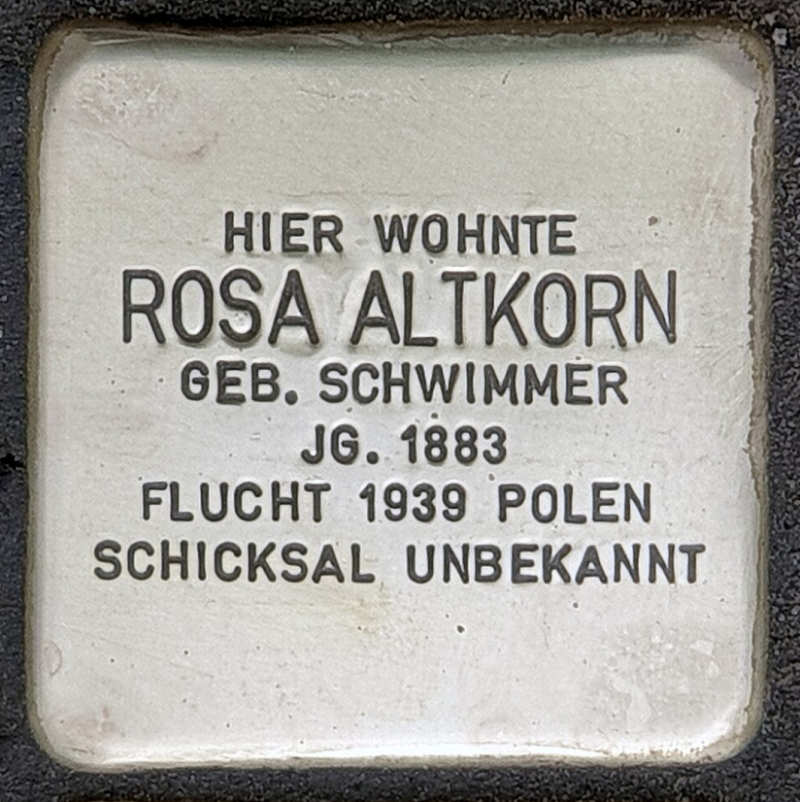 HIER WOHNTE
ROSA ALTKORN
GEB. SCHWIMMER
JG. 1883
FLUCHT 1939 POLEN
SCHICKSAL UNBEKANNT